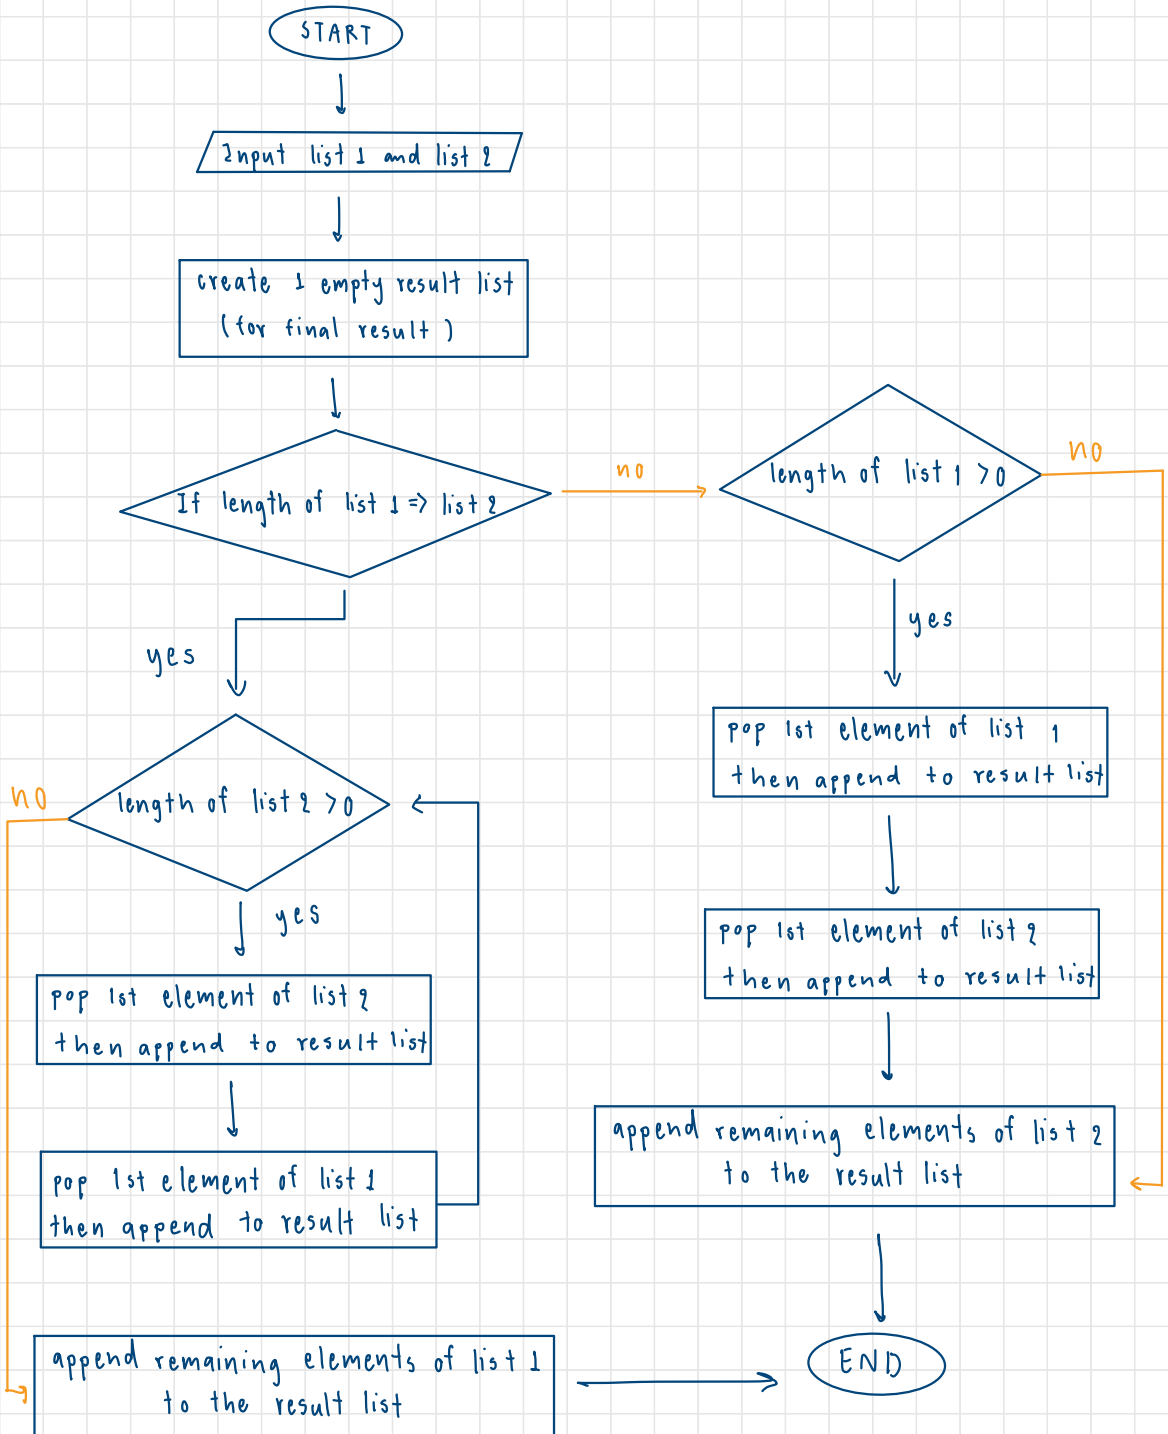 START
Input list 1 and list 2
create 1 empty result list
(for final result)
If length of list 1 => list 2
no
length of list 1 > 0
no
yes
yes
pop 1st element of list 1
then append to result list
no
length of list 2 > 0
yes
pop 1st element of list 2
then append to result list
pop 1st element of list 2
then append to result list
append remaining elements of list 2
to the result list
pop 1st element of list 1
then append to result list
append remaining elements of list 1
to the result list
END